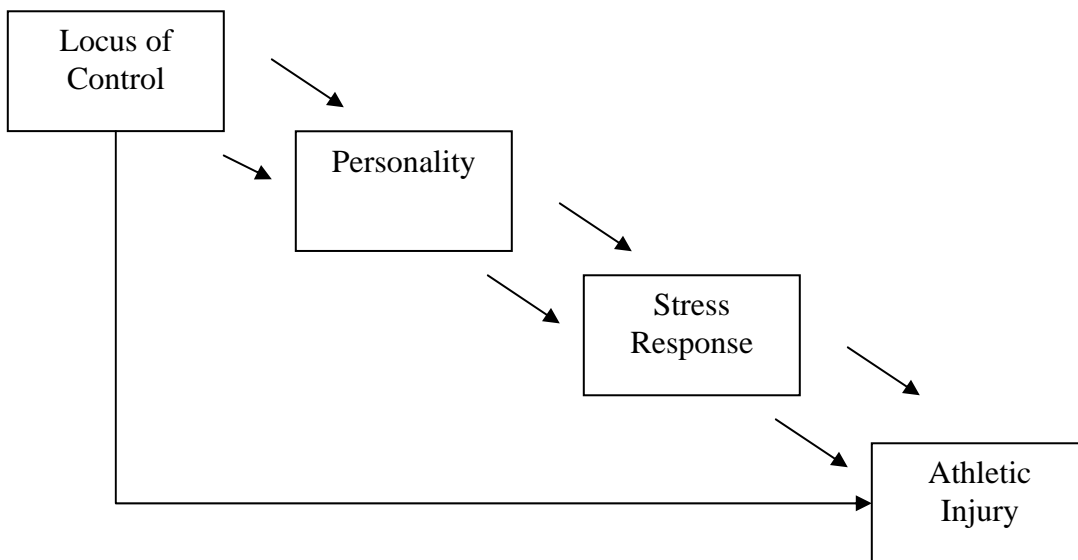 Locus of
Control
Personality
Stress
Response
Athletic
Injury